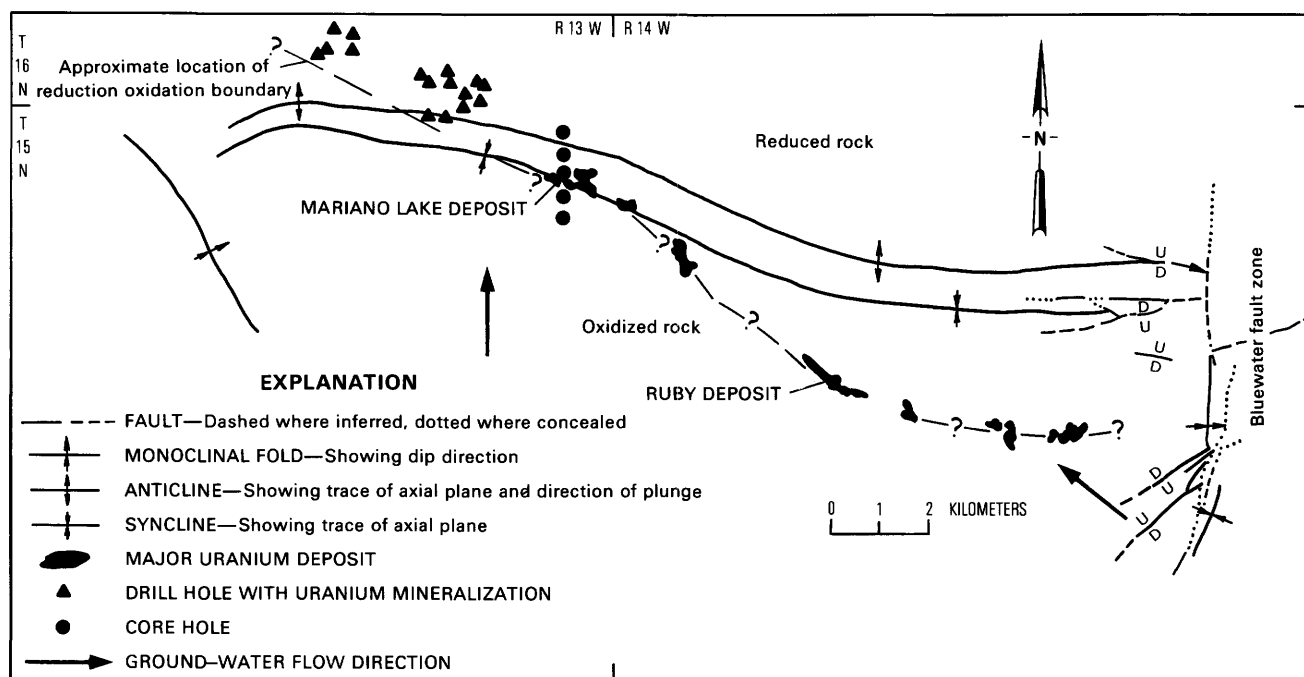 R 13 W R 14 W
T
16
N
T
15
N
?
Approximate location of
reduction oxidation boundary
Reduced rock
N
?
MARIANO LAKE DEPOSIT
?
Oxidized rock
?
RUBY DEPOSIT
?
?
U
D
D
U
U
D
Bluewater fault zone
D
U
U
D
0 1 2 KILOMETERS
EXPLANATION
FAULT—Dashed where inferred, dotted where concealed
MONOCLINAL FOLD—Showing dip direction
ANTICLINE—Showing trace of axial plane and direction of plunge
SYNCLINE—Showing trace of axial plane
MAJOR URANIUM DEPOSIT
DRILL HOLE WITH URANIUM MINERALIZATION
CORE HOLE
GROUND—WATER FLOW DIRECTION